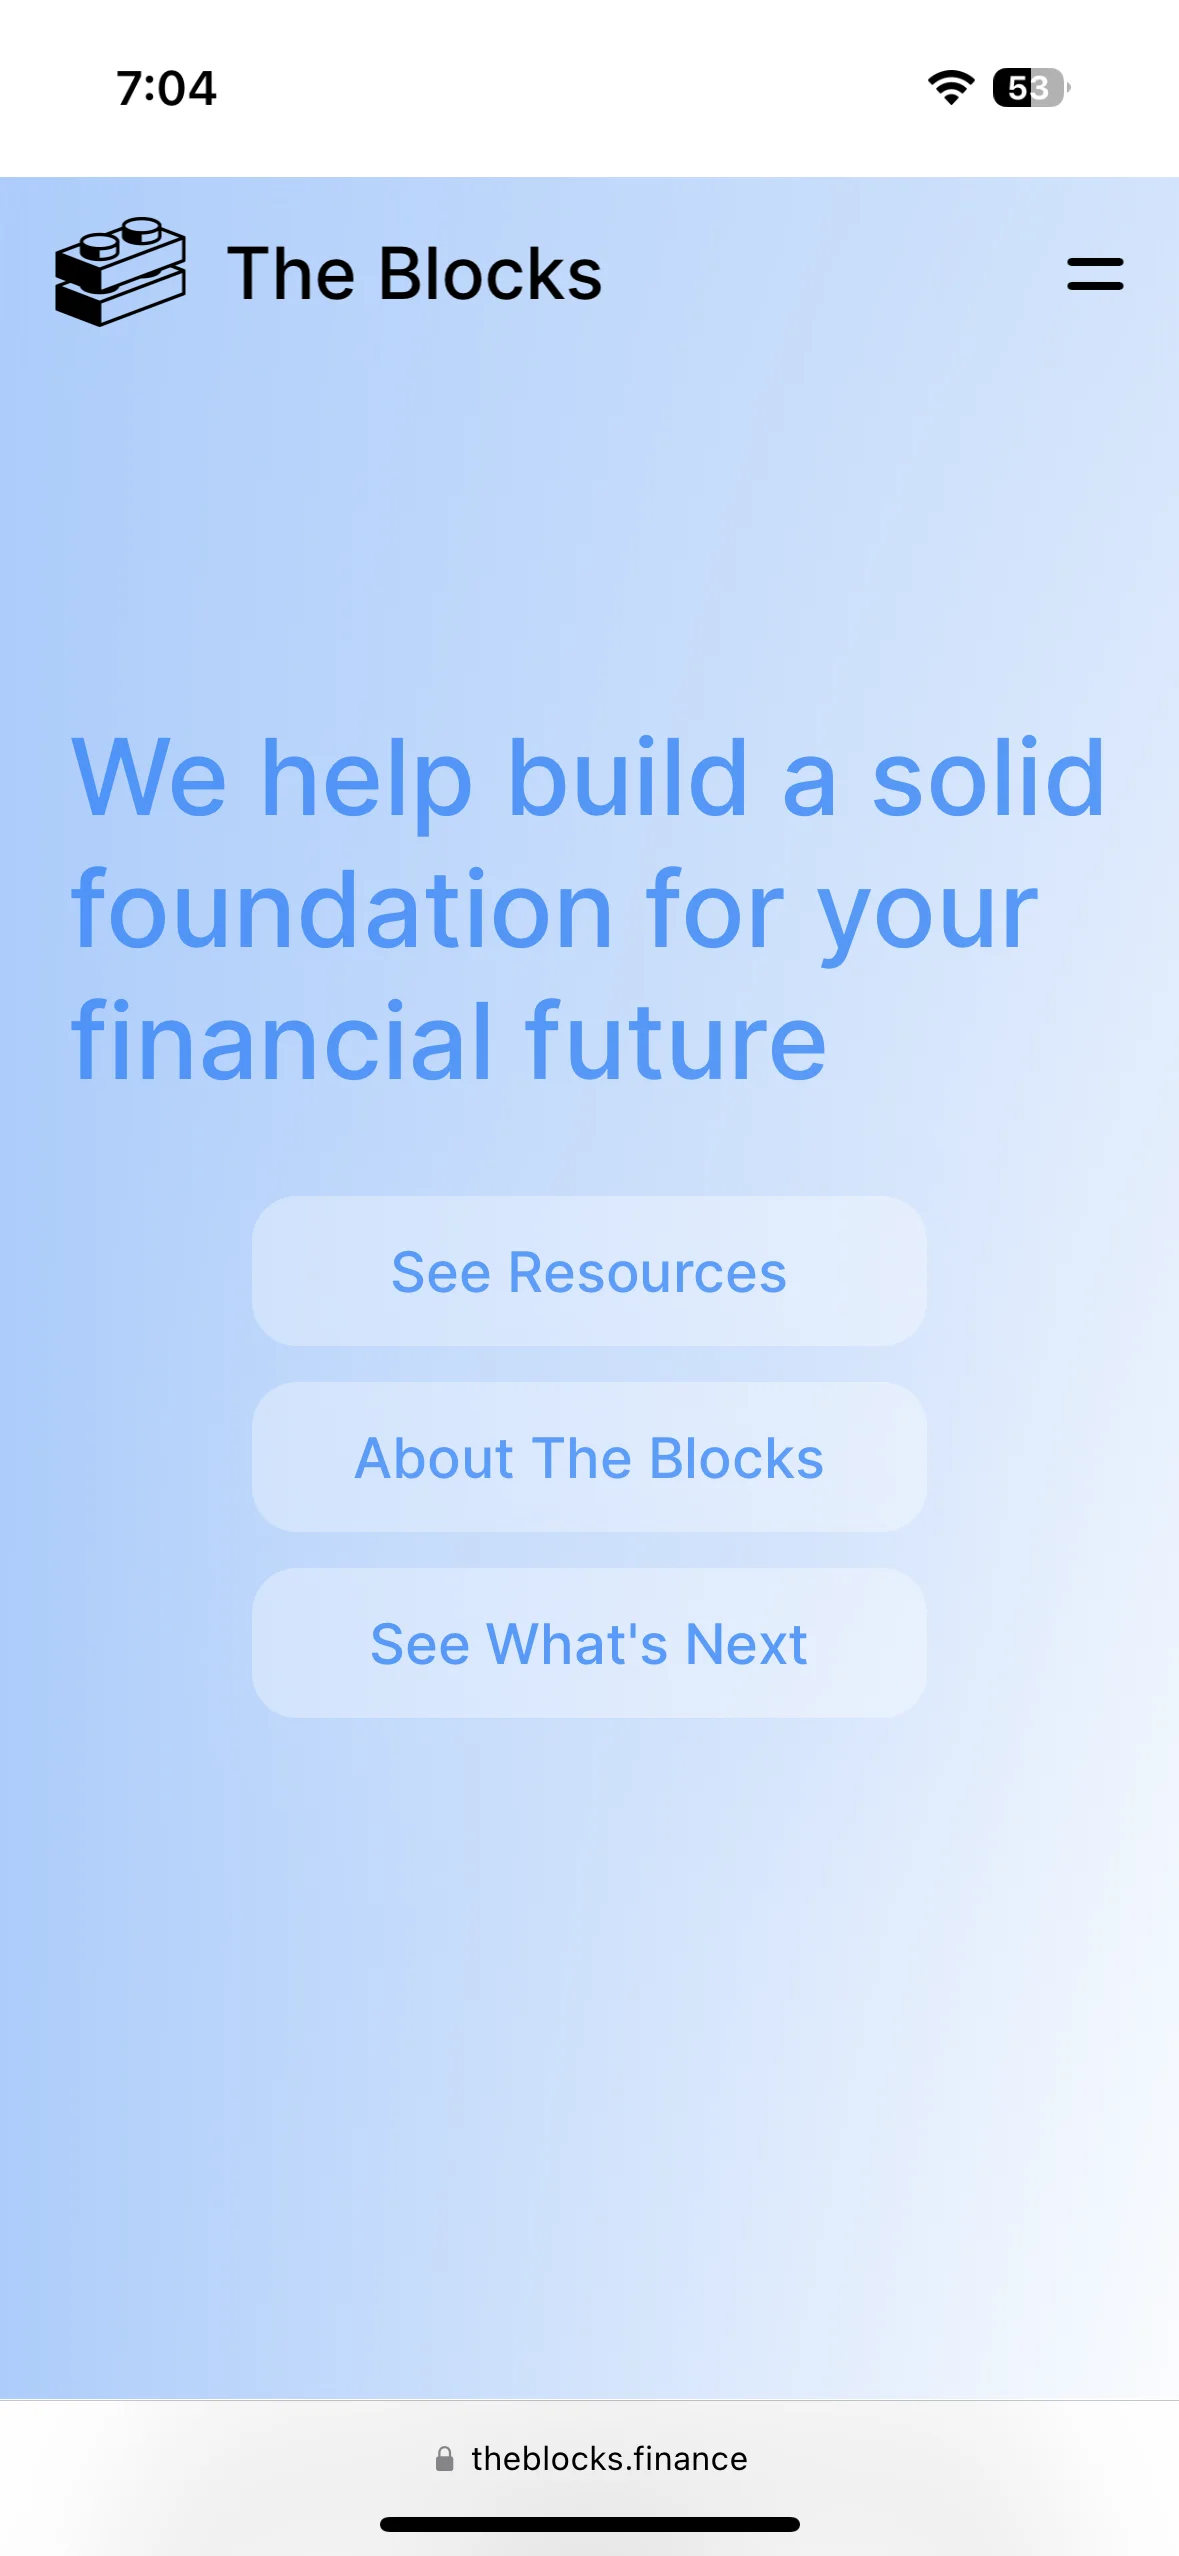 7:04
53
The Blocks
We help build a solid
foundation for your
financial future
See Resources
About The Blocks
See What's Next
theblocks.finance